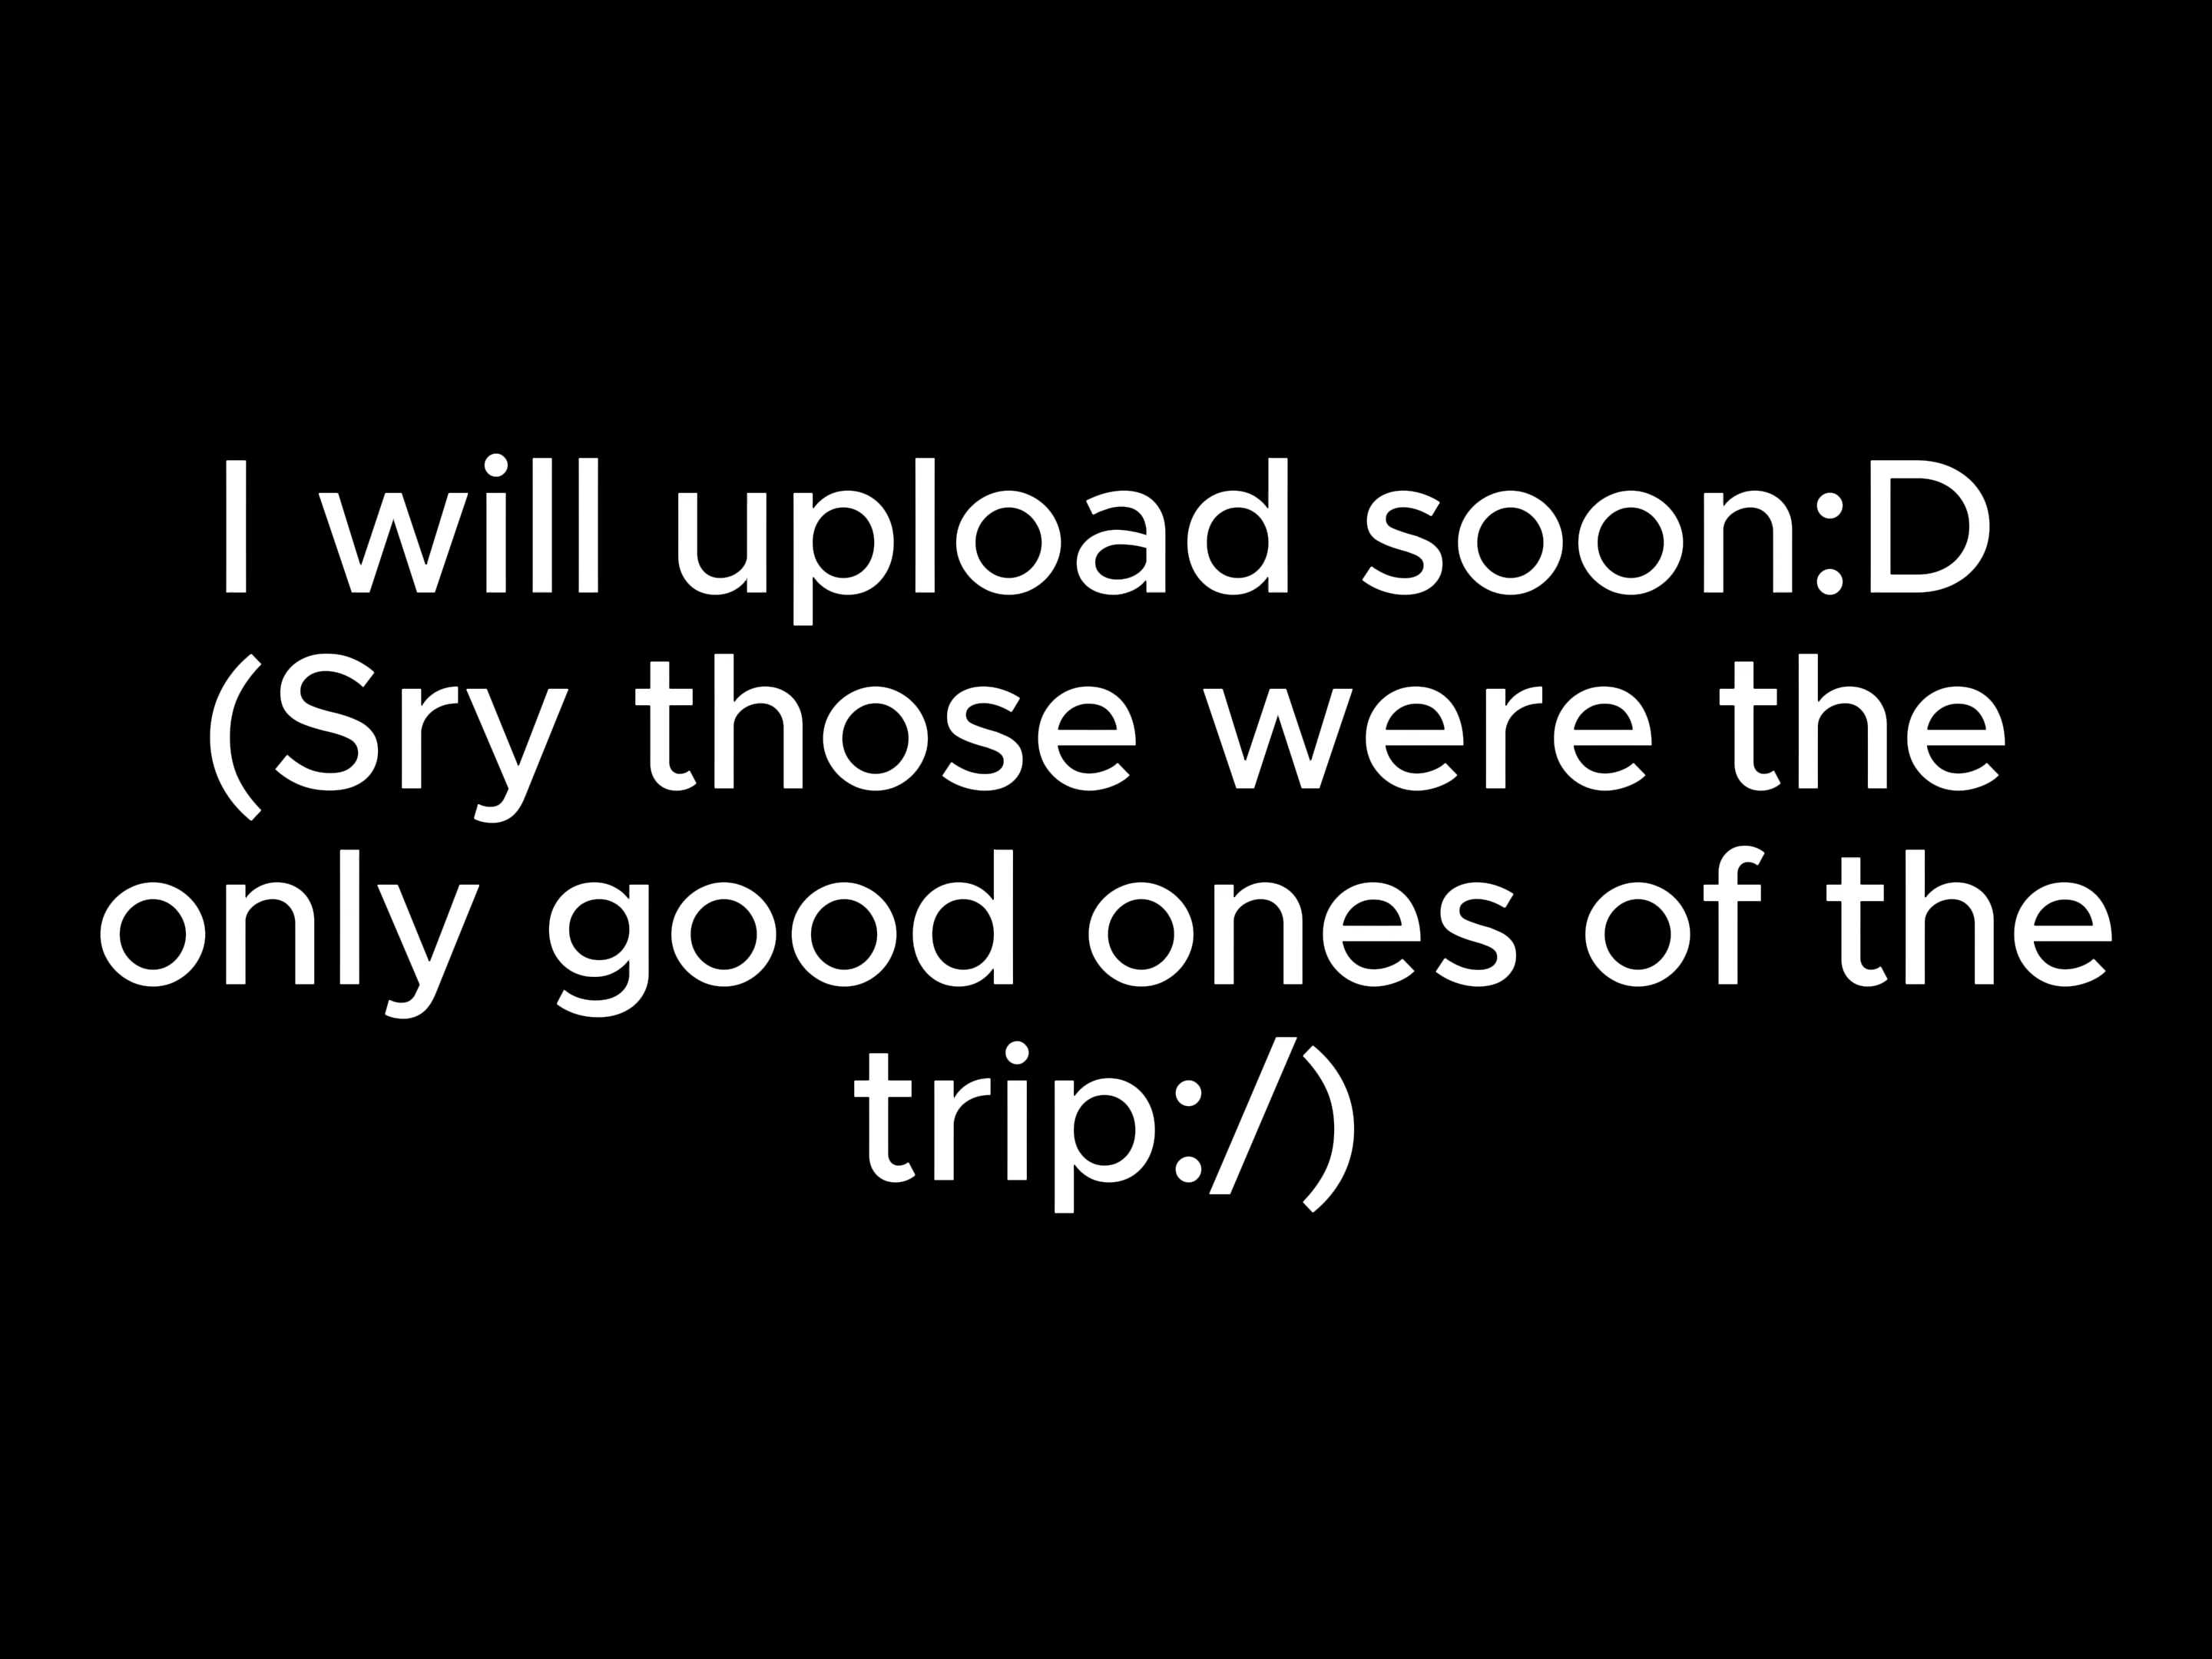 I will upload soon:D
(Sry those were the
only good ones of the
trip:/)